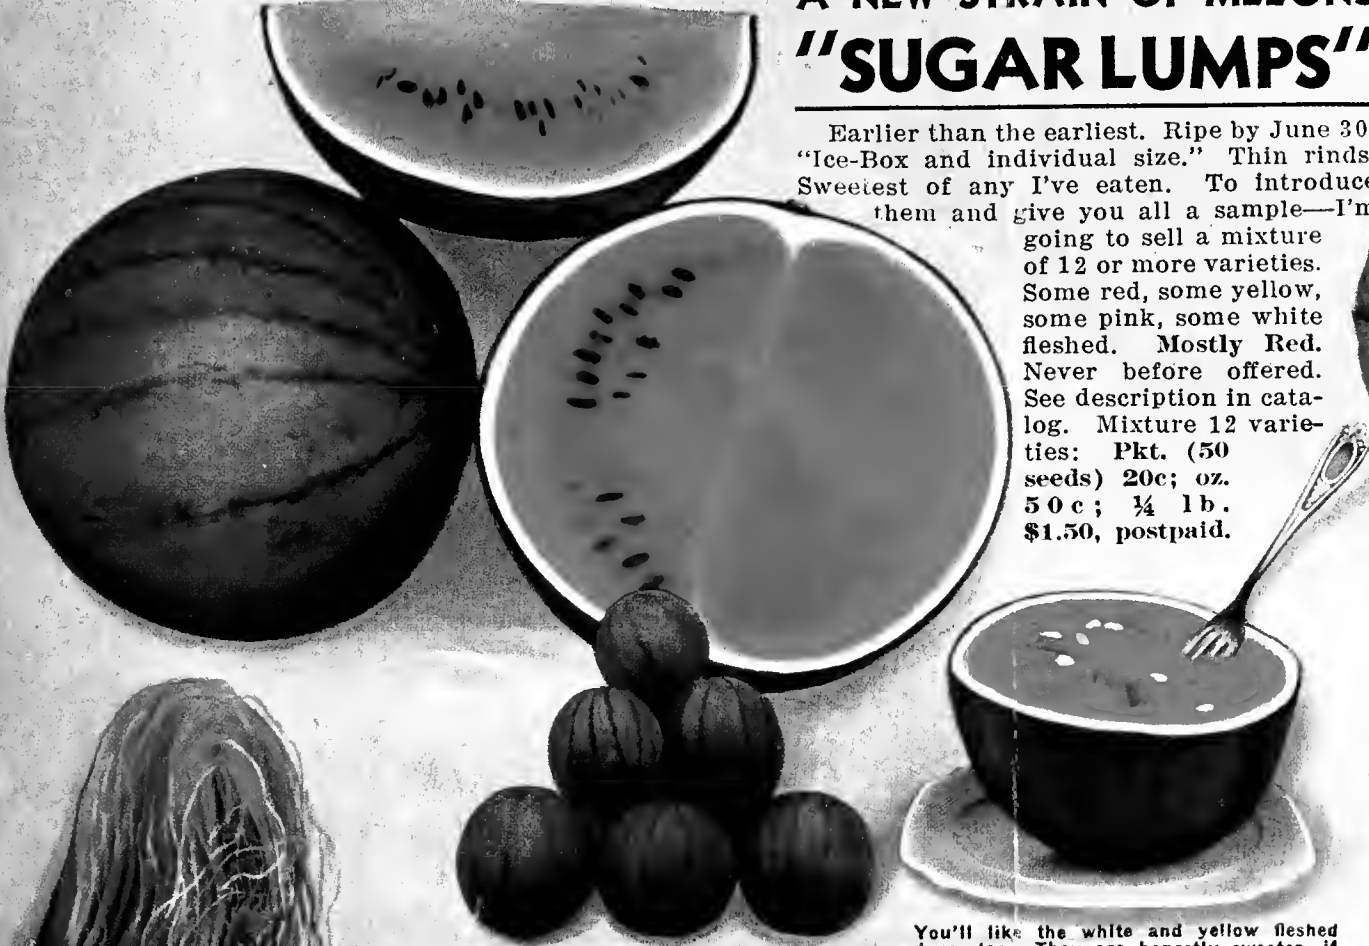 A NEW STRAIN OF MELONS
"SUGAR LUMPS"
Earlier than the earliest. Ripe by June 30
"Ice-Box and individual size." Thin rinds
Sweetest of any I've eaten. To introduce
them and give you all a sample—I'm
going to sell a mixture
of 12 or more varieties.
Some red, some yellow,
some pink, some white
fleshed. Mostly Red.
Never before offered.
See description in cata-
log. Mixture 12 varie-
ties: Pkt. (50
seeds) 20c; oz.
50c; ¼ lb.
$1.50, postpaid.
You'll like the white and yellow fleshed